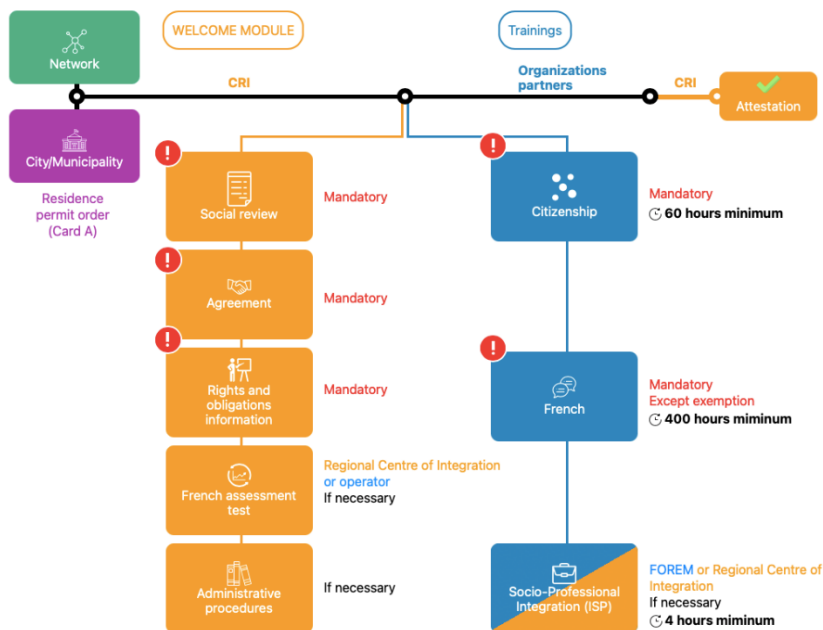 WELCOME MODULE
Trainings
Network
CRI
Organizations
partners
CRI
Attestation
City/Municipality
Residence
permit order
(Card A)
Social review
Mandatory
Citizenship
Mandatory
60 hours minimum
Agreement
Mandatory
Rights and
obligations
information
Mandatory
French
Mandatory
Except exemption
400 hours miminum
French assessment
test
Regional Centre of Integration
or operator
If necessary
Administrative
procedures
If necessary
Socio-Professional
Integration (ISP)
FOREM or Regional Centre of
Integration
If necessary
4 hours miminum